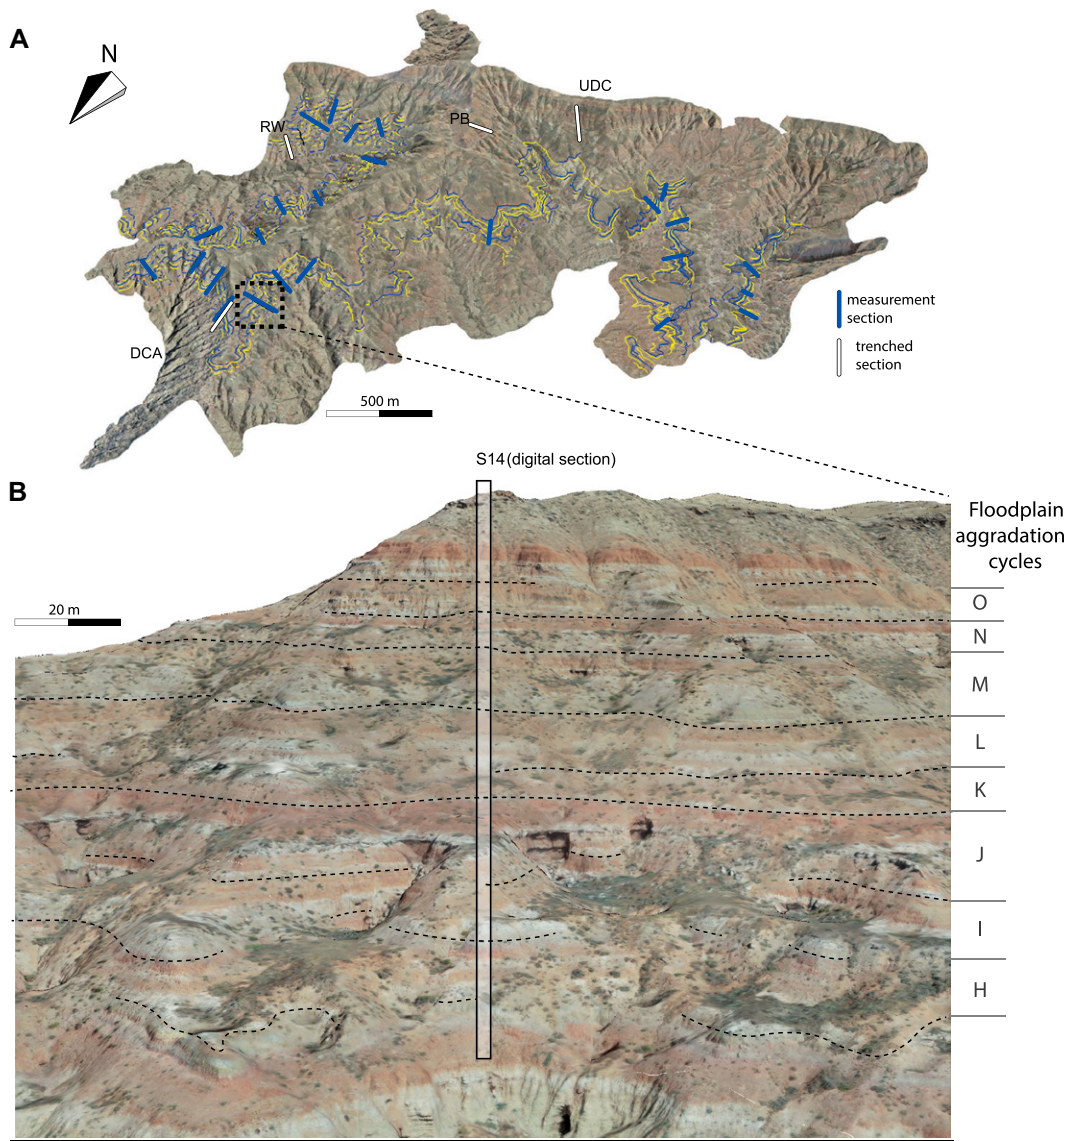 A
N
UDC
PB
RW
measurement
section
trenched
section
DCA
500 m
S14 (digital section)
B
Floodplain
aggradation
cycles
20 m
O
N
M
L
K
J
I
H